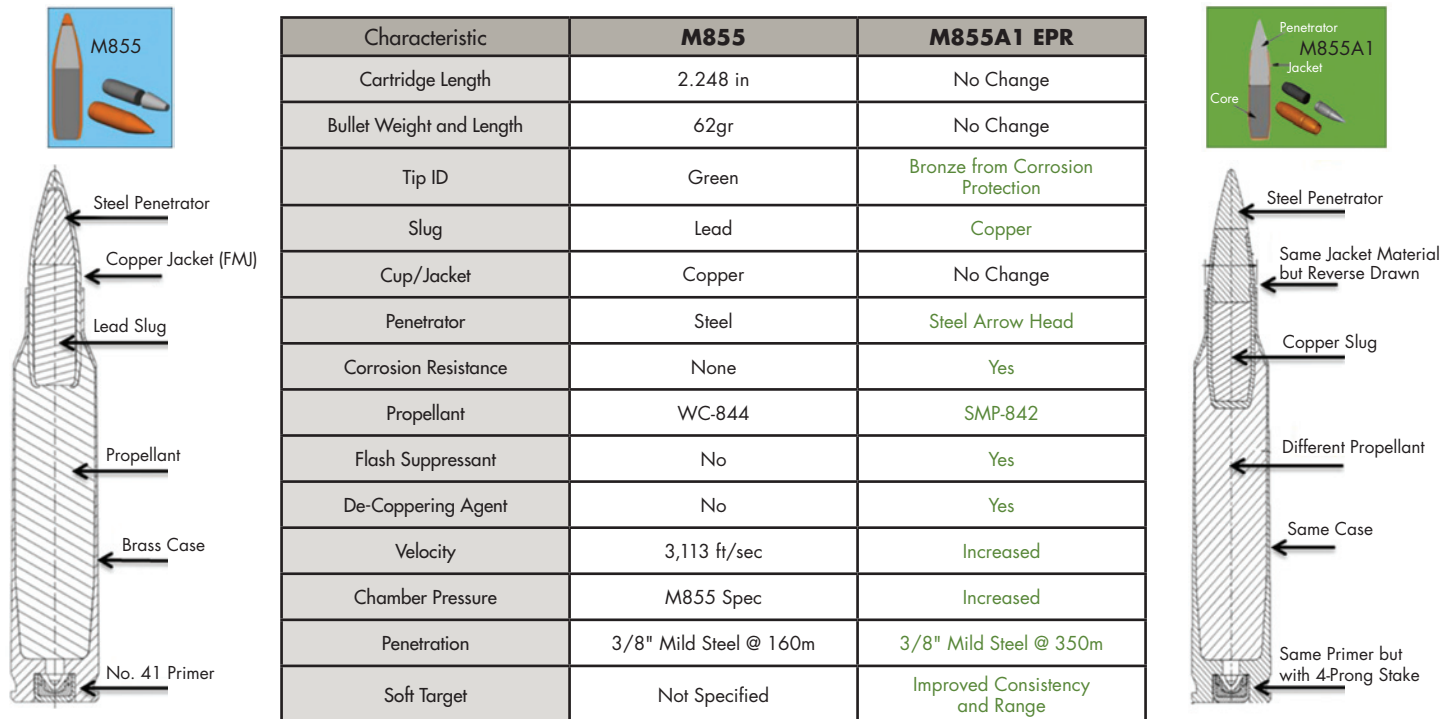 M855
Steel Penetrator
Copper Jacket (FMJ)
Lead Slug
Propellant
Brass Case
No. 41 Primer
Characteristic M855 M855A1 EPR
Cartridge Length 2.248 in No Change
Bullet Weight and Length 62gr No Change
Tip ID Green Bronze from Corrosion
Protection
Slug Lead Copper
Cup/Jacket Copper No Change
Penetrator Steel Steel Arrow Head
Corrosion Resistance None Yes
Propellant WC-844 SMP-842
Flash Suppressant No Yes
De-Coppering Agent No Yes
Velocity 3,113 ft/sec Increased
Chamber Pressure M855 Spec Increased
Penetration 3/8" Mild Steel @ 160m 3/8" Mild Steel @ 350m
Soft Target Not Specified Improved Consistency
and Range
Penetrator
M855A1
Jacket
Core
Steel Penetrator
Same Jacket Material
but Reverse Drawn
Copper Slug
Different Propellant
Same Case
Same Primer but
with 4-Prong Stake